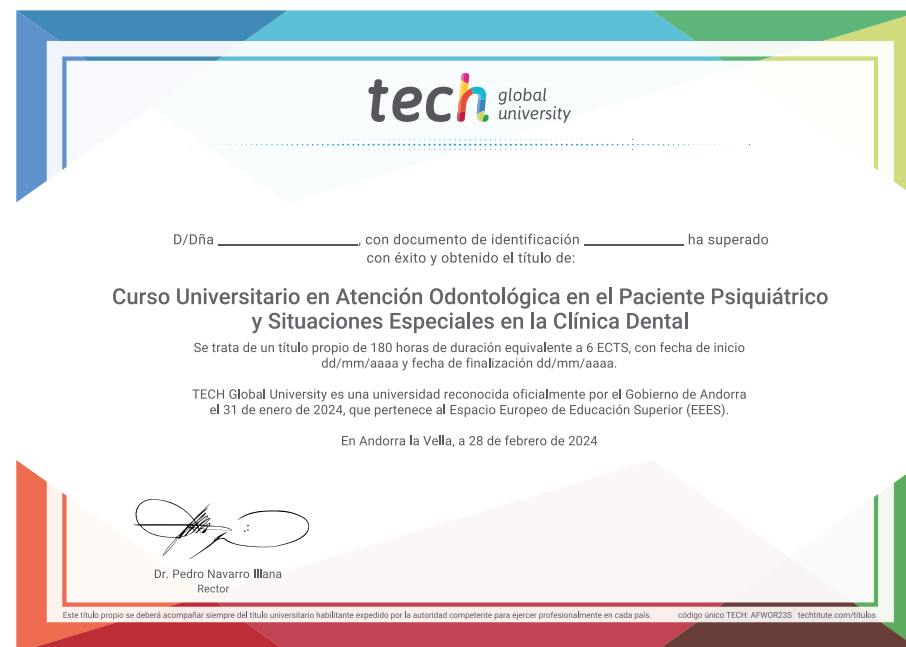 tech global university
D/Dña ____________________, con documento de identificación ______________ ha superado
con éxito y obtenido el título de:
Curso Universitario en Atención Odontológica en el Paciente Psiquiátrico
y Situaciones Especiales en la Clínica Dental
Se trata de un título propio de 180 horas de duración equivalente a 6 ECTS, con fecha de inicio
dd/mm/aaaa y fecha de finalización dd/mm/aaaa.
TECH Global University es una universidad reconocida oficialmente por el Gobierno de Andorra
el 31 de enero de 2024, que pertenece al Espacio Europeo de Educación Superior (EEES).
En Andorra la Vella, a 28 de febrero de 2024
Dr. Pedro Navarro Illana
Rector
Este título propio se deberá acompañar siempre del título universitario habilitante expedido por la autoridad competente para ejercer profesionalmente en cada país. código único TECH: AFWOR23S techtitute.com/titulos